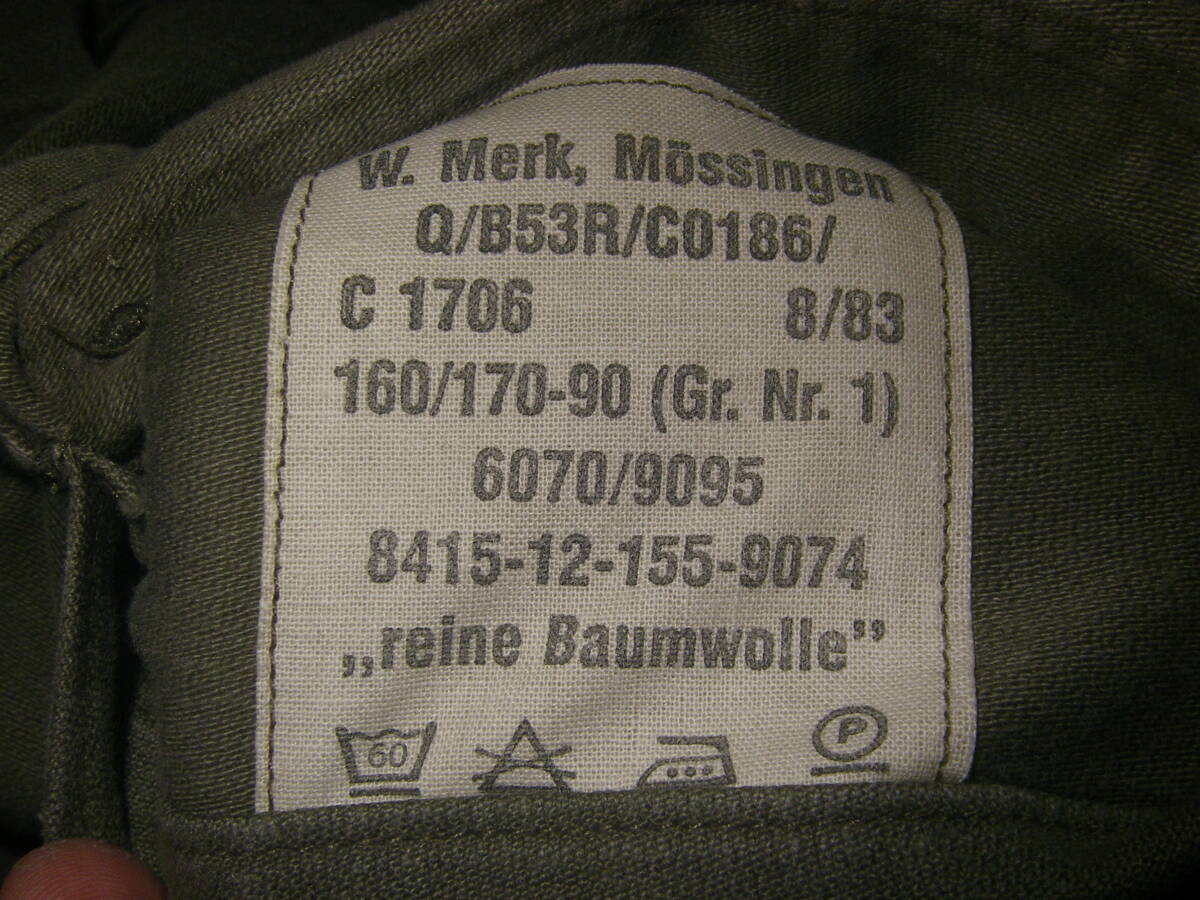 W. Merk, Mössingen
Q/B53R/C0186/
C 1706 8/83
160/170-90 (Gr. Nr. 1)
6070/9095
8415-12-155-9074
„reine Baumwolle”
60 P